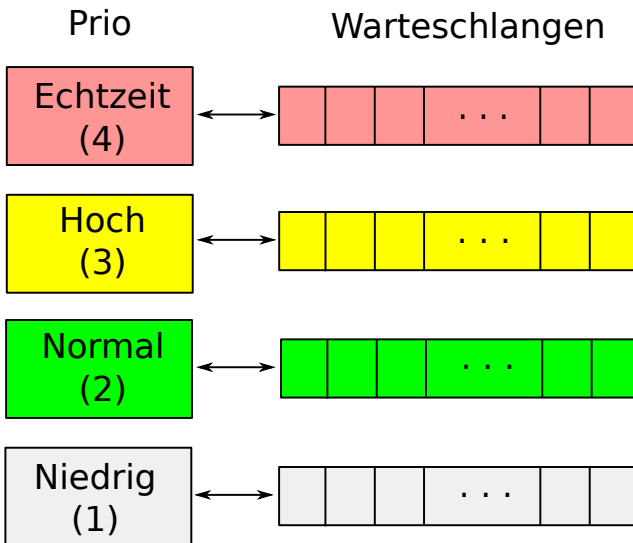 Prio Warteschlangen
Echtzeit
(4)
. . .
Hoch
(3)
. . .
Normal
(2)
. . .
Niedrig
(1)
. . .